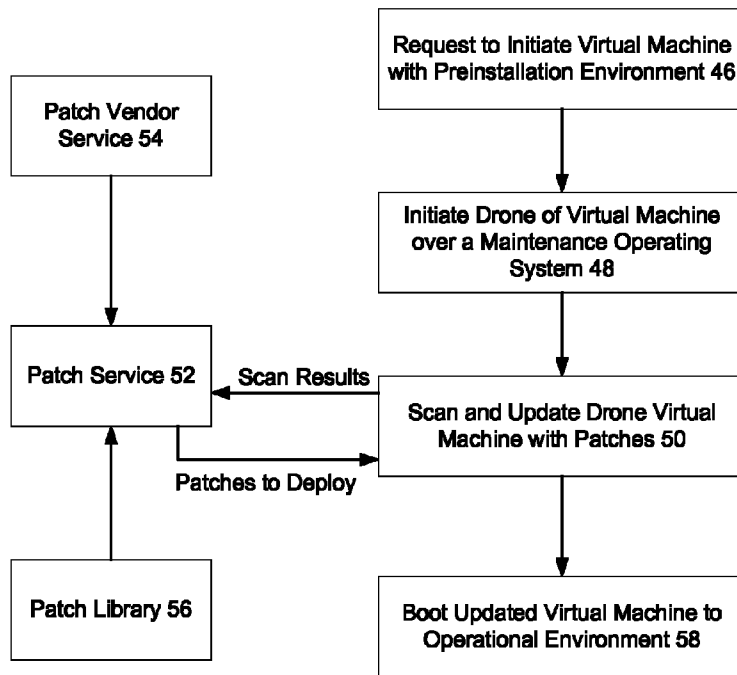 Request to Initiate Virtual Machine
with Preinstallation Environment 46
Patch Vendor
Service 54
Initiate Drone of Virtual Machine
over a Maintenance Operating
System 48
Patch Service 52
Scan Results
Scan and Update Drone Virtual
Machine with Patches 50
Patches to Deploy
Patch Library 56
Boot Updated Virtual Machine to
Operational Environment 58